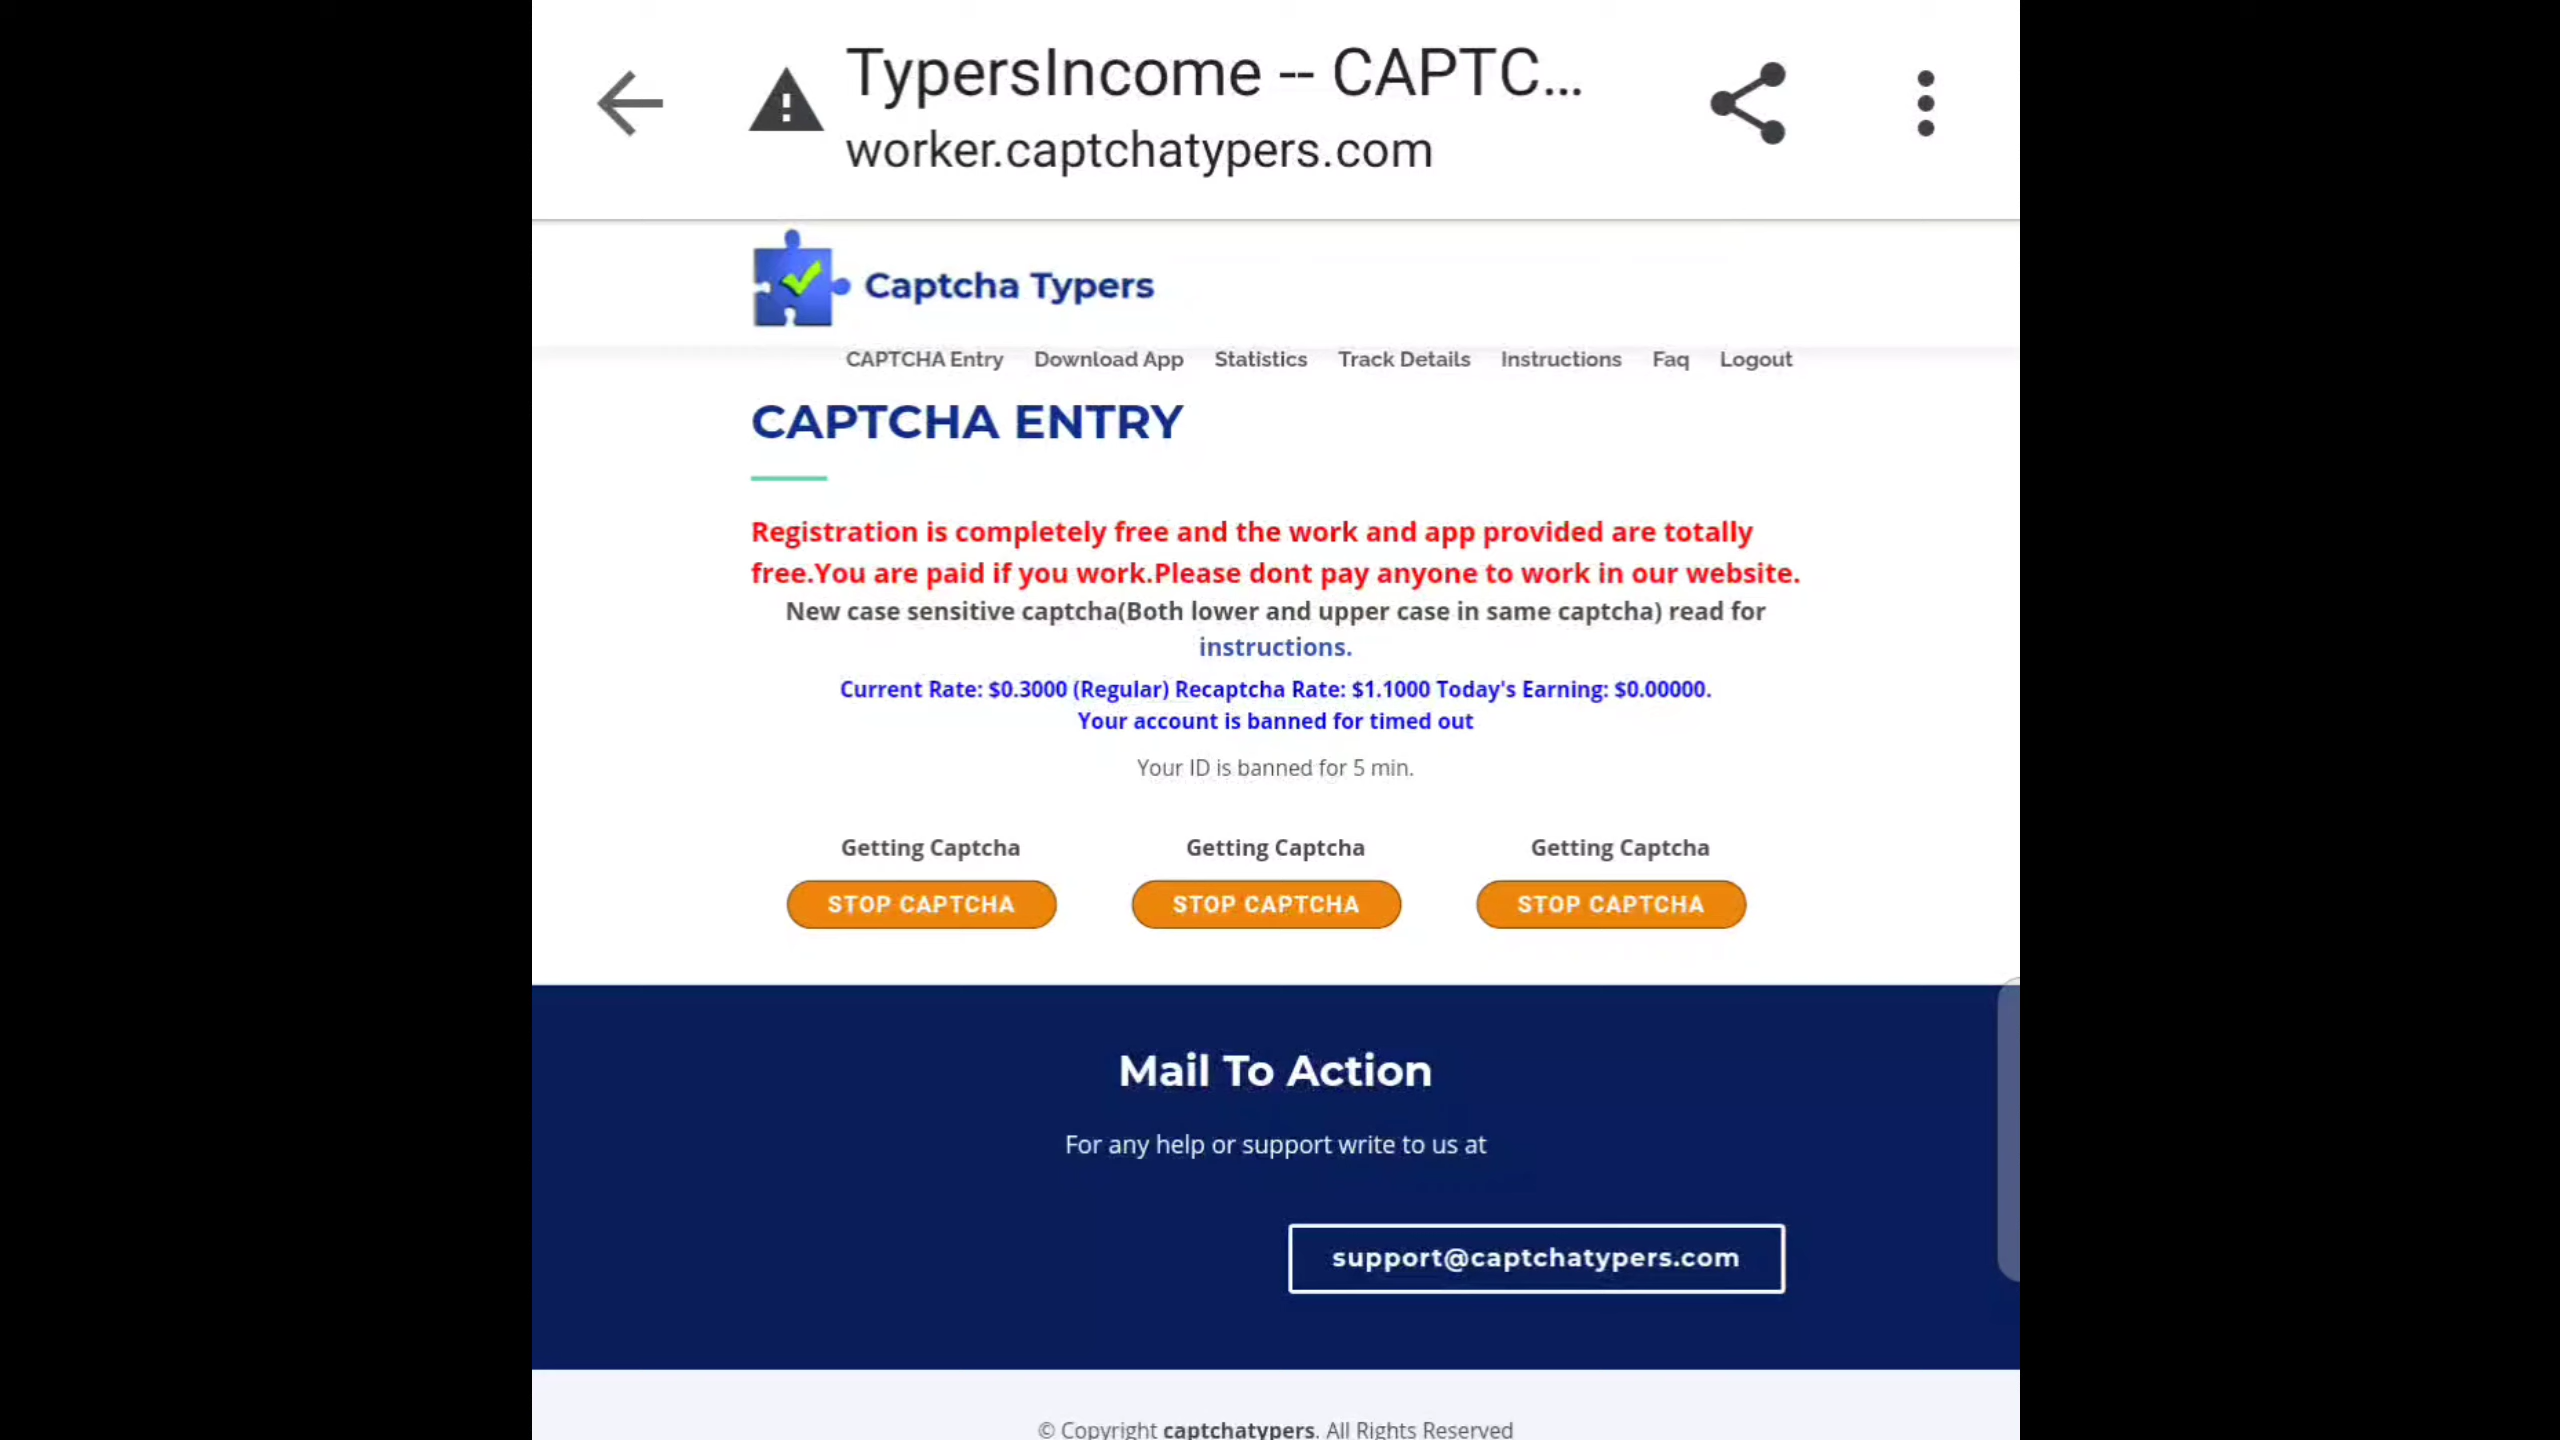 TypersIncome -- CAPTC...
worker.captchatypers.com
Captcha Typers
CAPTCHA Entry Download App Statistics Track Details Instructions Faq Logout
CAPTCHA ENTRY
Registration is completely free and the work and app provided are totally
free.You are paid if you work.Please dont pay anyone to work in our website.
New case sensitive captcha(Both lower and upper case in same captcha) read for
instructions.
Current Rate: $0.3000 (Regular) Recaptcha Rate: $1.1000 Today's Earning: $0.00000.
Your account is banned for timed out
Your ID is banned for 5 min.
Getting Captcha Getting Captcha Getting Captcha
STOP CAPTCHA STOP CAPTCHA STOP CAPTCHA
Mail To Action
For any help or support write to us at
support@captchatypers.com
© Copyright captchatypers. All Rights Reserved